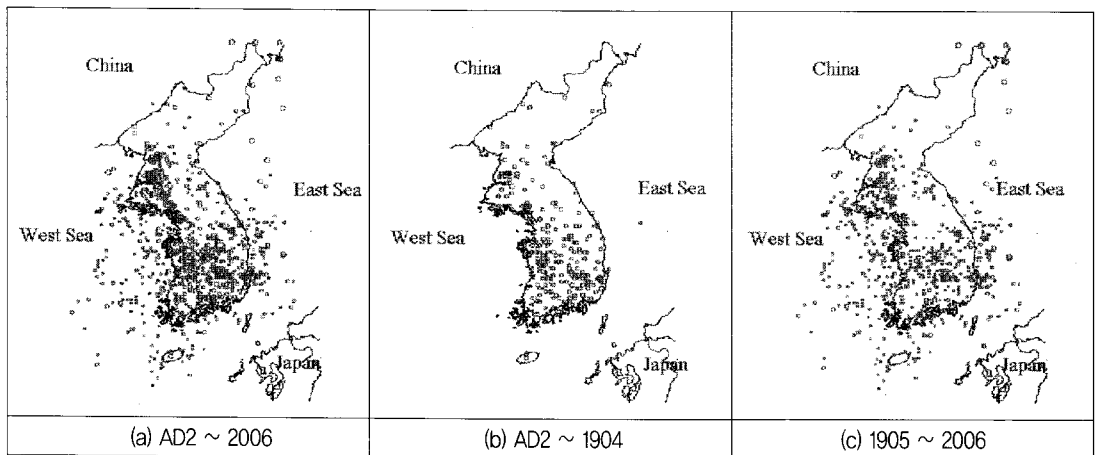 China
East Sea
West Sea
Japan
(a) AD2 ~ 2006
China
East Sea
West Sea
Japan
(b) AD2 ~ 1904
China
East Sea
West Sea
Japan
(c) 1905 ~ 2006